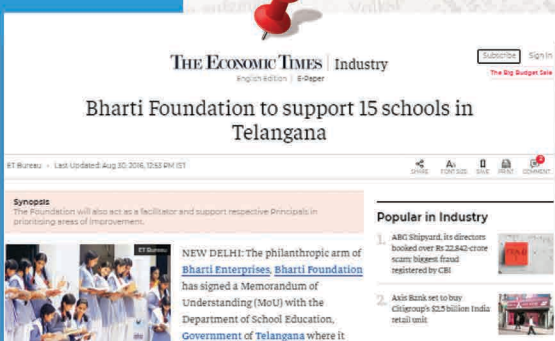 THE ECONOMIC TIMES | Industry
English Edition | E-Paper
Subscribe Sign In
The Big Budget Sale
Bharti Foundation to support 15 schools in
Telangana
ET Bureau • Last Updated: Aug 30, 2016, 12:53 PM IST
SHARE FONT SIZE SAVE PRINT COMMENT
Synopsis
The Foundation will also act as a facilitator and support respective Principals in
prioritising areas of improvement.
ET Bureau
NEW DELHI: The philanthropic arm of
Bharti Enterprises, Bharti Foundation
has signed a Memorandum of
Understanding (MoU) with the
Department of School Education,
Government of Telangana where it
Popular in Industry
1. ABG Shipyard, its directors
booked over Rs 22,842-crore
scam: biggest fraud
registered by CBI
2. Axis Bank set to buy
Citigroup's $2.5 billion India
retail unit